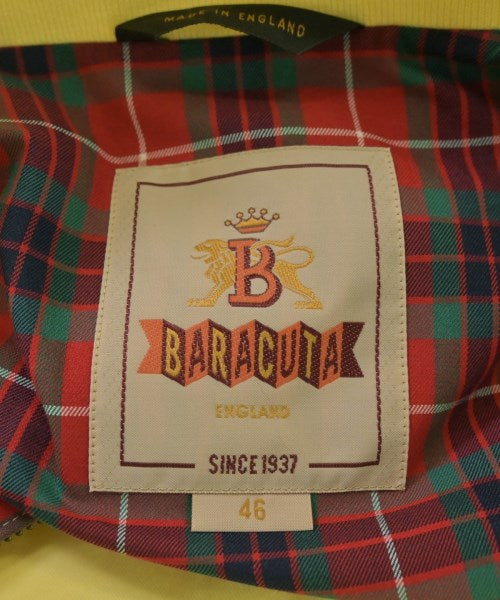 MADE IN ENGLAND
B
BARACUTA
ENGLAND
SINCE 1937
46